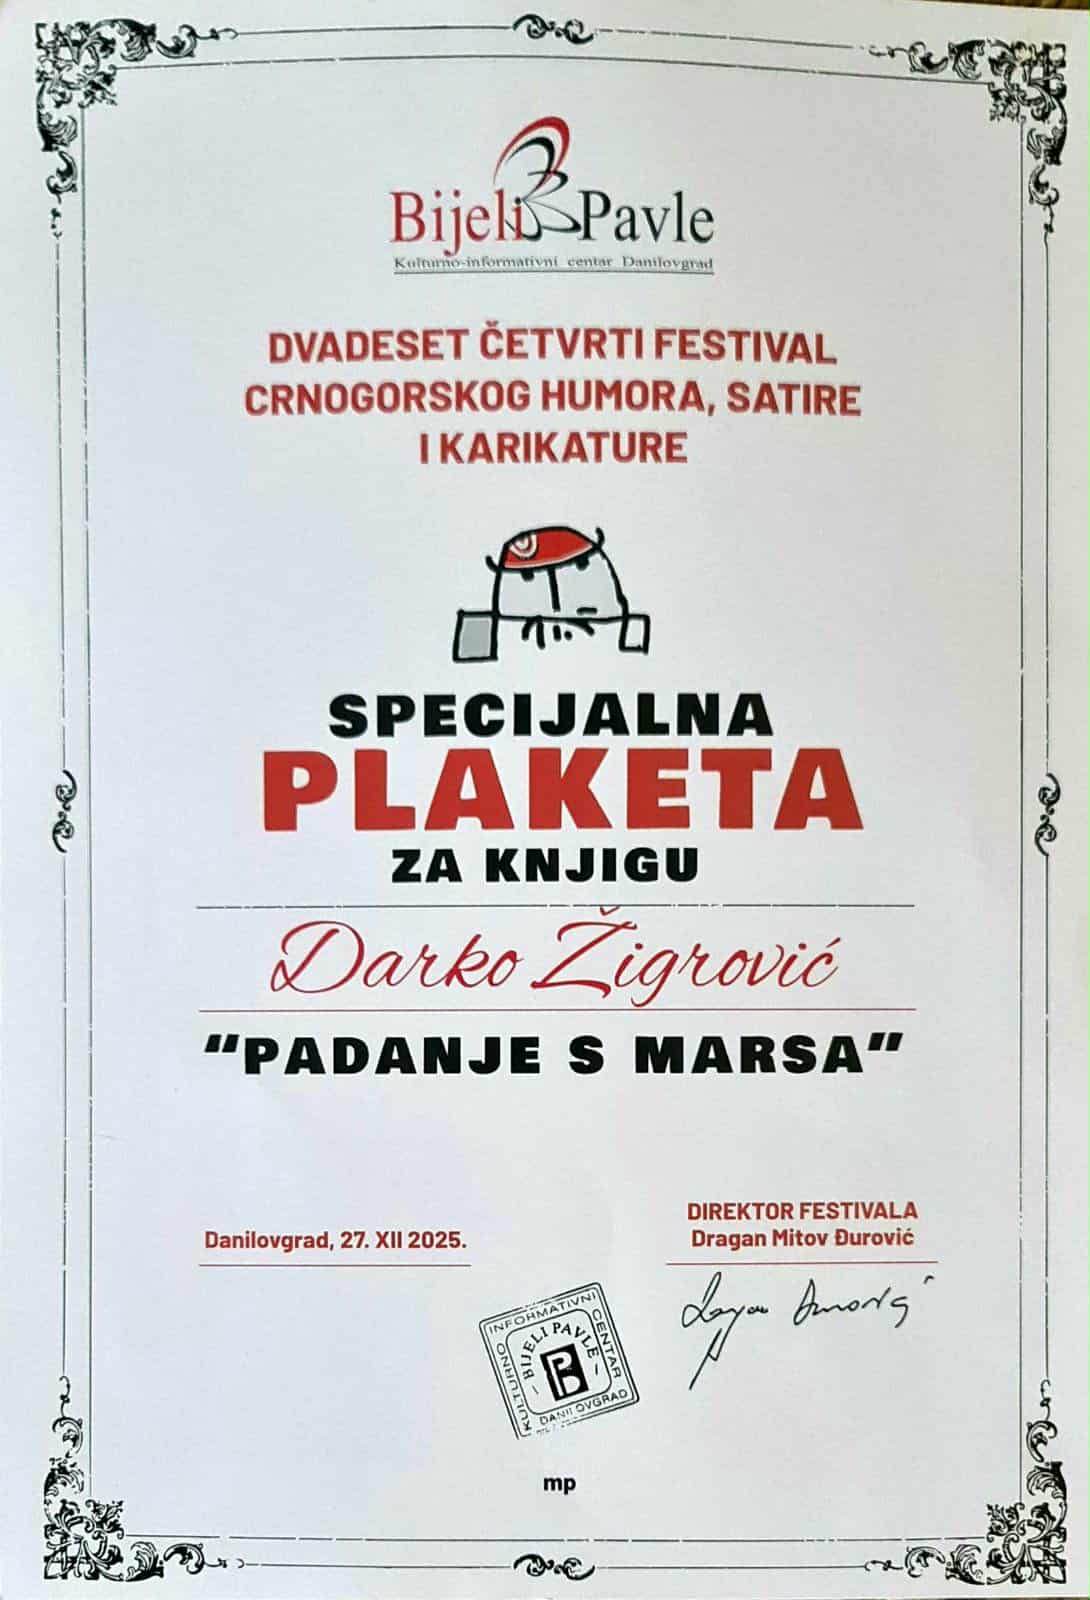 Bijeli Pavle
Kulturno-informativni centar Danilovgrad
DVADESET ČETVRTI FESTIVAL
CRNOGORSKOG HUMORA, SATIRE
I KARIKATURE
SPECIJALNA
PLAKETA
ZA KNJIGU
Darko Žigrović
"PADANJE S MARSA"
DIREKTOR FESTIVALA
Dragan Mitov Đurović
Danilovgrad, 27. XII 2025.
KULTURNO INFORMATIVNI CENTAR
- BIJELI PAVLE -
DANILOVGRAD
mp